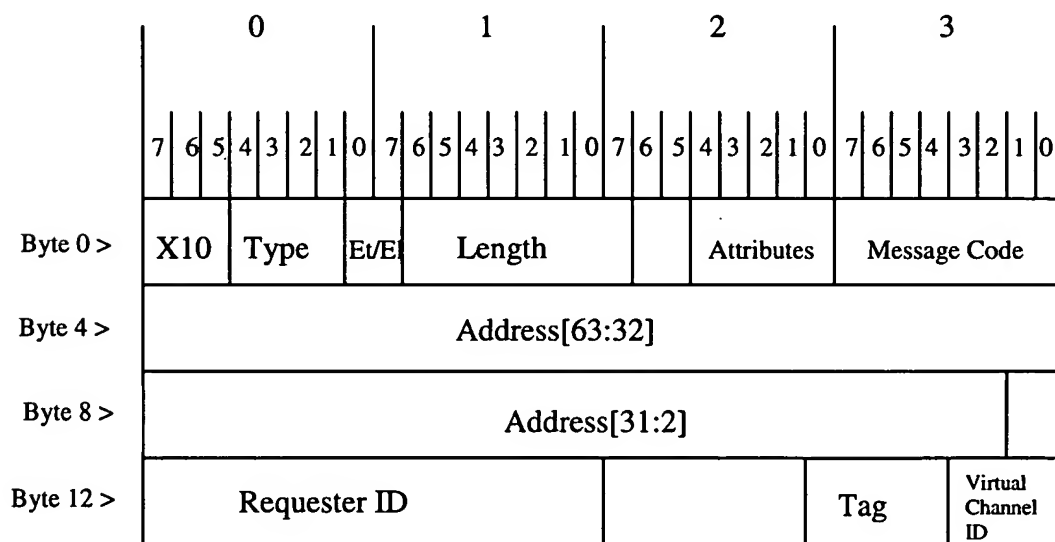 0 1 2 3
7 6 5 4 3 2 1 0 7 6 5 4 3 2 1 0 7 6 5 4 3 2 1 0 7 6 5 4 3 2 1 0
Byte 0 > X10 Type Et/El Length Attributes Message Code
Byte 4 > Address[63:32]
Byte 8 > Address[31:2]
Byte 12 > Requester ID Tag Virtual
Channel
ID